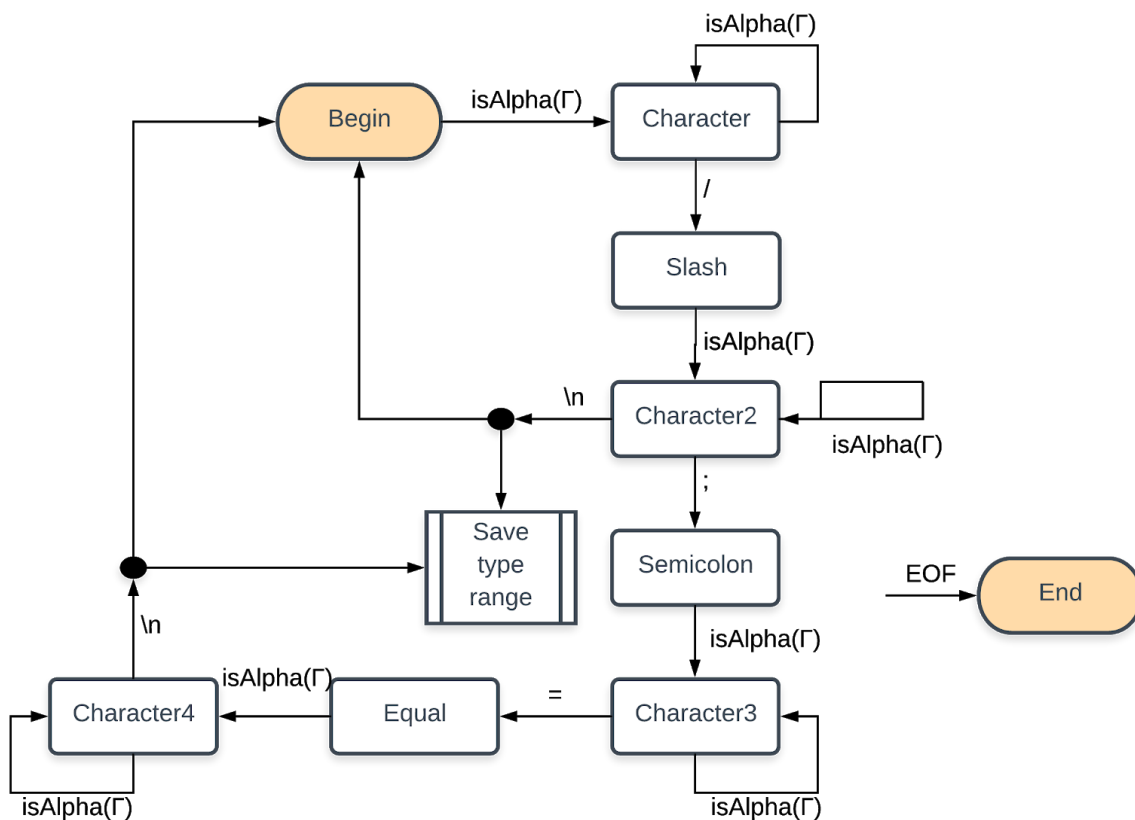 isAlpha(Γ)
Begin
isAlpha(Γ)
Character
/
Slash
isAlpha(Γ)
\n
Character2
isAlpha(Γ)
;
Save
type
range
Semicolon
EOF
End
\n
isAlpha(Γ)
isAlpha(Γ)
Character4
Equal
=
Character3
isAlpha(Γ)
isAlpha(Γ)